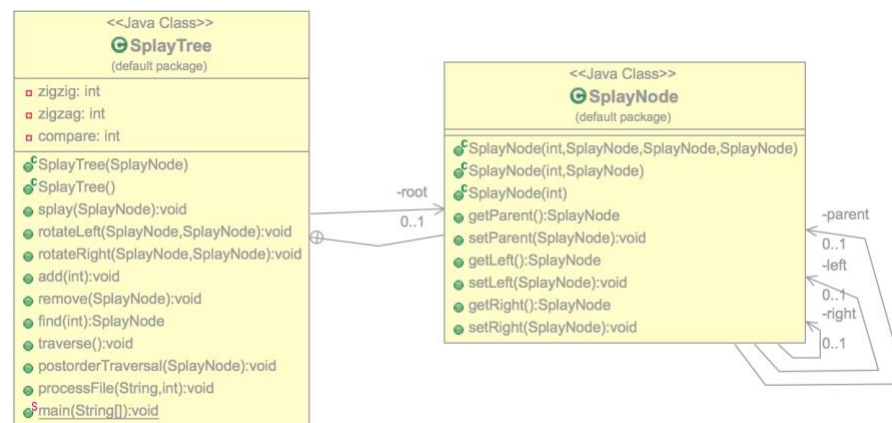 <<Java Class>>
SplayTree
(default package)
zigzig: int
zigzag: int
compare: int
SplayTree(SplayNode)
SplayTree()
splay(SplayNode):void
rotateLeft(SplayNode,SplayNode):void
rotateRight(SplayNode,SplayNode):void
add(int):void
remove(SplayNode):void
find(int):SplayNode
traverse():void
postorderTraversal(SplayNode):void
processFile(String,int):void
main(String[]):void
-root
0..1
<<Java Class>>
SplayNode
(default package)
SplayNode(int,SplayNode,SplayNode,SplayNode)
SplayNode(int,SplayNode)
SplayNode(int)
getParent():SplayNode
setParent(SplayNode):void
getLeft():SplayNode
setLeft(SplayNode):void
getRight():SplayNode
setRight(SplayNode):void
-parent
0..1
-left
0..1
-right
0..1